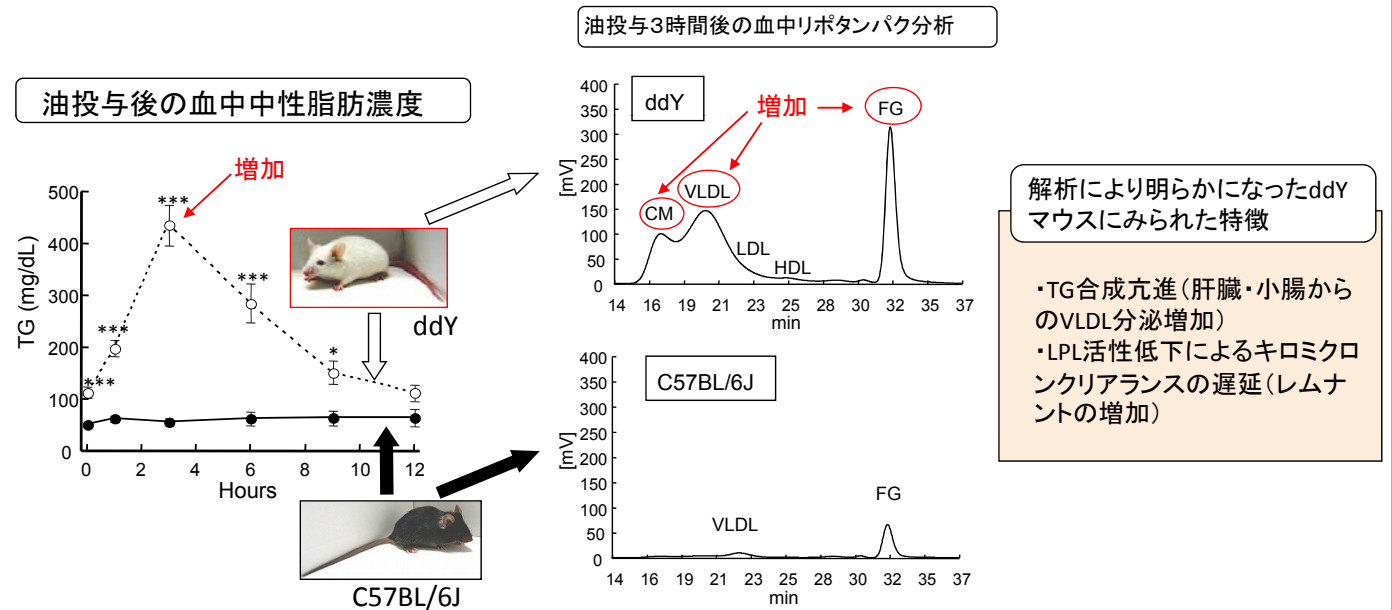 油投与後の血中中性脂肪濃度
増加
TG (mg/dL)
500
400
300
200
100
0
***
***
***
***
*
0
2
4
6
8
10
12
Hours
ddY
C57BL/6J
油投与3時間後の血中リポタンパク分析
ddY
増加
FG
VLDL
CM
LDL
HDL
[mV]
400
350
300
250
200
150
100
50
0
14 16 19 21 23 25 28 30 32 35 37
min
C57BL/6J
[mV]
400
350
300
250
200
150
100
50
0
VLDL
FG
14 16 19 21 23 25 28 30 32 35 37
min
解析により明らかになったddY
マウスにみられた特徴
・TG合成亢進(肝臓・小腸から
のVLDL分泌増加)
・LPL活性低下によるキロミクロ
ンクリアランスの遅延(レムナ
ントの増加)